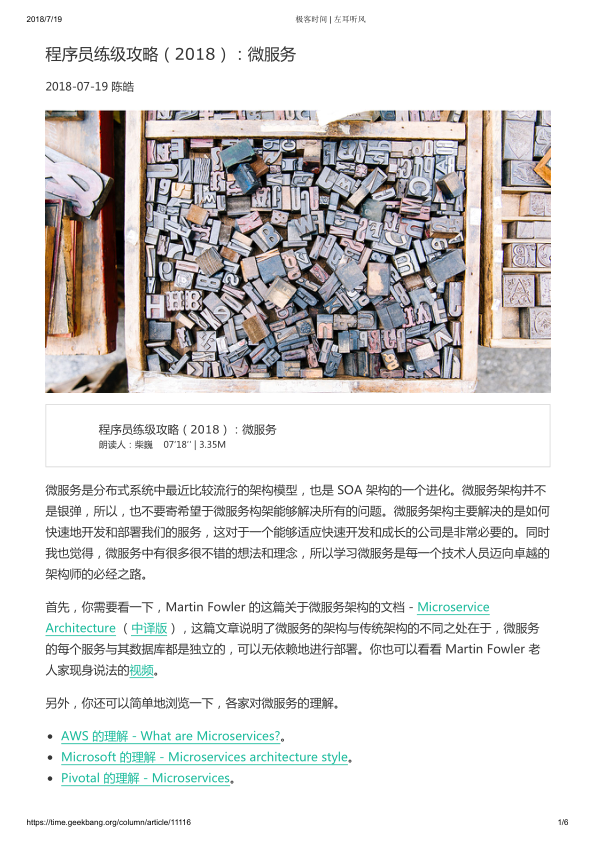 2018/7/19
极客时间 | 左耳听风
程序员练级攻略（2018）：微服务
2018-07-19 陈皓
程序员练级攻略（2018）：微服务
朗读人：柴巍 07′18″ | 3.35M
微服务是分布式系统中最近比较流行的架构模型，也是 SOA 架构的一个进化。微服务架构并不
是银弹，所以，也不要寄希望于微服务构架能够解决所有的问题。微服务架构主要解决的是如何
快速地开发和部署我们的服务，这对于一个能够适应快速开发和成长的公司是非常必要的。同时
我也觉得，微服务中有很多很不错的想法和理念，所以学习微服务是每一个技术人员迈向卓越的
架构师的必经之路。
首先，你需要看一下，Martin Fowler 的这篇关于微服务架构的文档 - Microservice
Architecture （中译版），这篇文章说明了微服务的架构与传统架构的不同之处在于，微服务
的每个服务与其数据库都是独立的，可以无依赖地进行部署。你也可以看看 Martin Fowler 老
人家现身说法的视频。
另外，你还可以简单地浏览一下，各家对微服务的理解。
• AWS 的理解 - What are Microservices?。
• Microsoft 的理解 - Microservices architecture style。
• Pivotal 的理解 - Microservices。
https://time.geekbang.org/column/article/11116
1/6